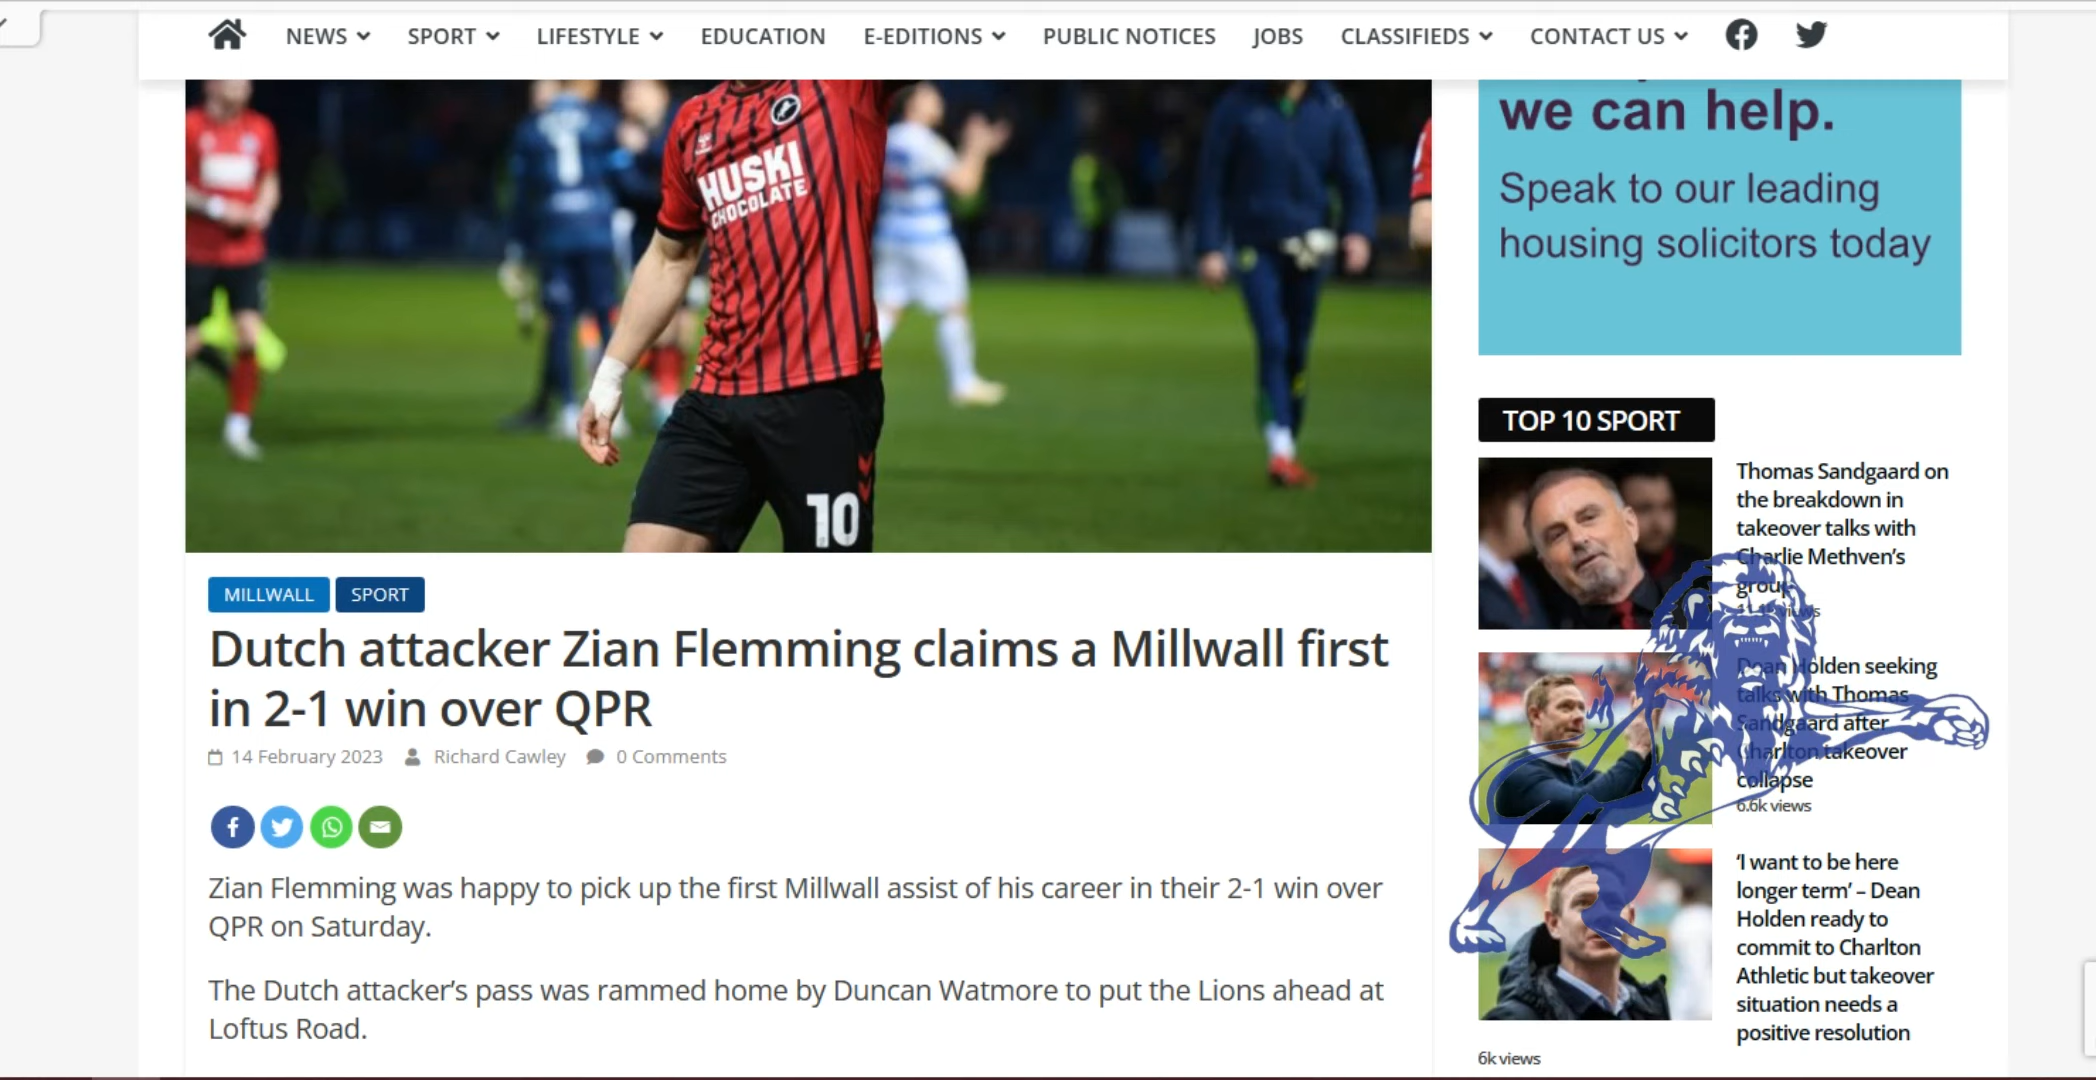 NEWS SPORT LIFESTYLE EDUCATION E-EDITIONS PUBLIC NOTICES JOBS CLASSIFIEDS CONTACT US
HUSKI
CHOCOLATE
1
10
MILLWALL SPORT
Dutch attacker Zian Flemming claims a Millwall first
in 2-1 win over QPR
14 February 2023 Richard Cawley 0 Comments
Zian Flemming was happy to pick up the first Millwall assist of his career in their 2-1 win over
QPR on Saturday.
The Dutch attacker's pass was rammed home by Duncan Watmore to put the Lions ahead at
Loftus Road.
we can help.
Speak to our leading
housing solicitors today
TOP 10 SPORT
Thomas Sandgaard on
the breakdown in
takeover talks with
Charlie Methven's
group
views
Dean Holden seeking
talks with Thomas
Sandgaard after
Charlton takeover
collapse
6.6k views
'I want to be here
longer term' – Dean
Holden ready to
commit to Charlton
Athletic but takeover
situation needs a
positive resolution
6k views